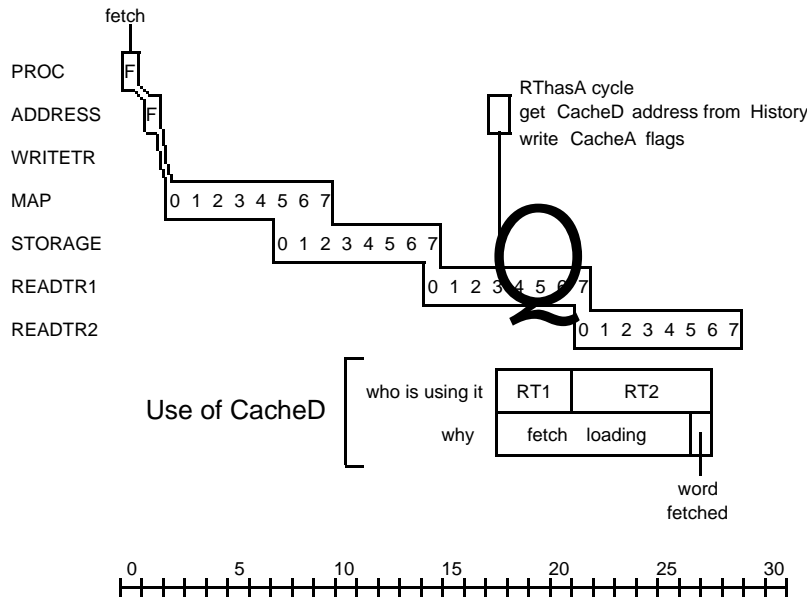 fetch
PROC F
RThasA cycle
ADDRESS F get CacheD address from History
WRITETR write CacheA flags
MAP 0 1 2 3 4 5 6 7
STORAGE 0 1 2 3 4 5 6 7
READTR1 0 1 2 3 4 5 6 7
READTR2 0 1 2 3 4 5 6 7
Use of CacheD
who is using it RT1 RT2
why fetch loading
word
fetched
0 5 10 15 20 25 30